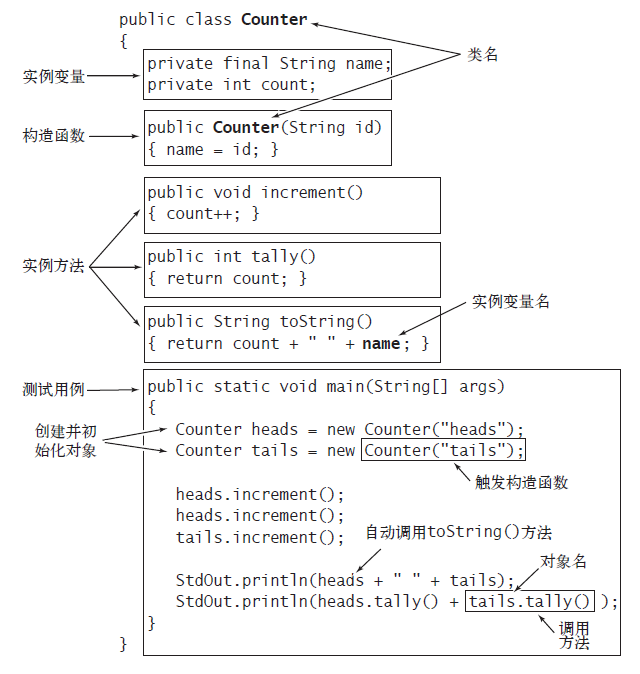 public class Counter
{
类名
实例变量
private final String name;
private int count;
构造函数
public Counter(String id)
{ name = id; }
public void increment()
{ count++; }
实例方法
public int tally()
{ return count; }
实例变量名
public String toString()
{ return count + " " + name; }
测试用例
public static void main(String[] args)
{
创建并初
始化对象
Counter heads = new Counter("heads");
Counter tails = new Counter("tails");
触发构造函数
heads.increment();
heads.increment();
tails.increment();
自动调用toString()方法
对象名
StdOut.println(heads + " " + tails);
StdOut.println(heads.tally() + tails.tally() );
}
调用
方法
}